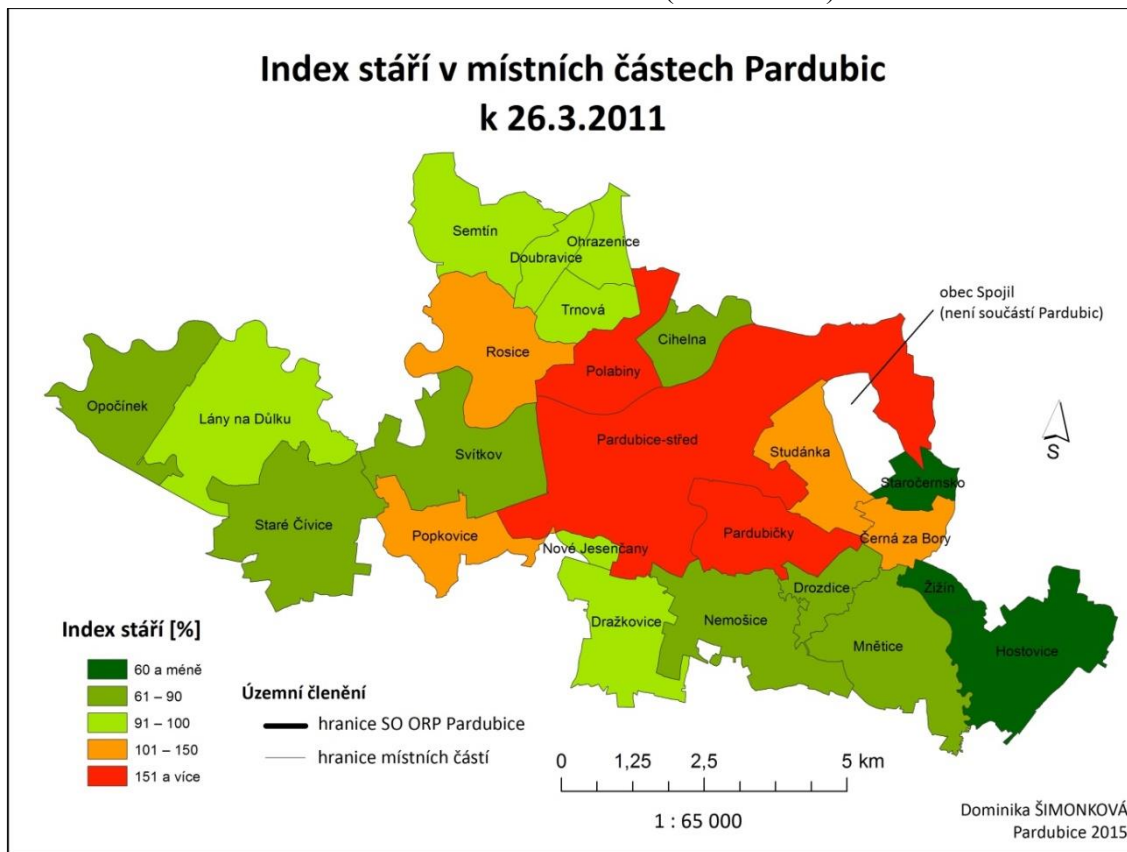 Index stáří v místních částech Pardubic
k 26.3.2011
Semtín
Ohrazenice
Doubravice
Trnová
obec Spojil
(není součástí Pardubic)
Cihelna
Rosice
Polabiny
Opočínek
Lány na Důlku
Pardubice-střed
Svítkov
Studánka
S
Staročernsko
Staré Čívice
Popkovice
Pardubičky
Černá za Bory
Nové Jesenčany
Drozdice
Žižín
Dražkovice
Nemošice
Mnětice
Hostovice
Index stáří [%]
60 a méně
61 – 90
91 – 100
101 – 150
151 a více
Územní členění
hranice SO ORP Pardubice
hranice místních částí
0 1,25 2,5 5 km
1 : 65 000
Dominika ŠIMONKOVÁ
Pardubice 2015